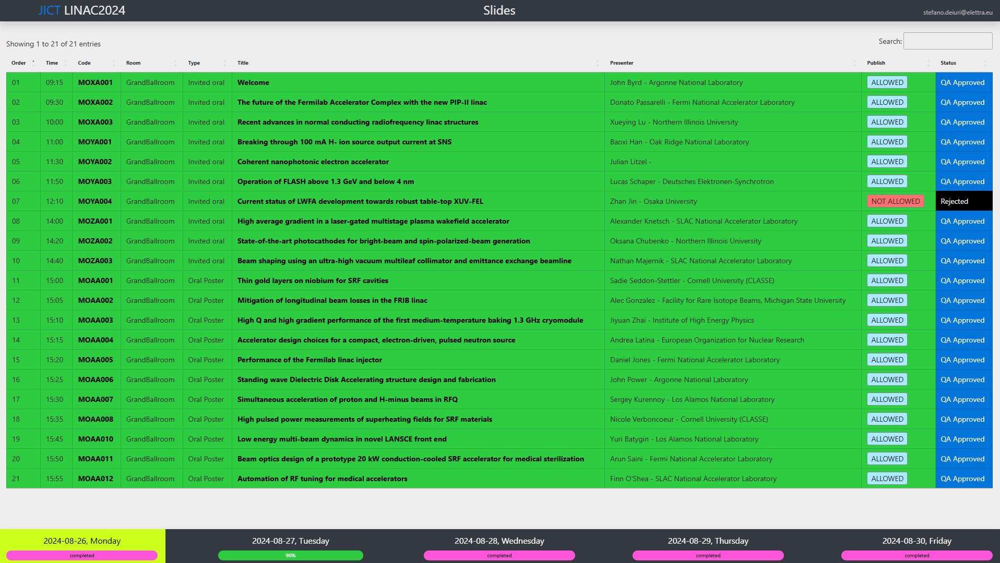 JICT LINAC2024 Slides stefano.deiuri@elettra.eu
Showing 1 to 21 of 21 entries Search:
Order Time Code Room Type Title Presenter Publish Status
01 09:15 MOXA001 GrandBallroom Invited oral Welcome John Byrd - Argonne National Laboratory ALLOWED QA Approved
02 09:30 MOXA002 GrandBallroom Invited oral The future of the Fermilab Accelerator Complex with the new PIP-II linac Donato Passarelli - Fermi National Accelerator Laboratory ALLOWED QA Approved
03 10:00 MOXA003 GrandBallroom Invited oral Recent advances in normal conducting radiofrequency linac structures Xueying Lu - Northern Illinois University ALLOWED QA Approved
04 11:00 MOYA001 GrandBallroom Invited oral Breaking through 100 mA H- ion source output current at SNS Baoxi Han - Oak Ridge National Laboratory ALLOWED QA Approved
05 11:30 MOYA002 GrandBallroom Invited oral Coherent nanophotonic electron accelerator Julian Litzel - ALLOWED QA Approved
06 11:50 MOYA003 GrandBallroom Invited oral Operation of FLASH above 1.3 GeV and below 4 nm Lucas Schaper - Deutsches Elektronen-Synchrotron ALLOWED QA Approved
07 12:10 MOYA004 GrandBallroom Invited oral Current status of LWFA development towards robust table-top XUV-FEL Zhan Jin - Osaka University NOT ALLOWED Rejected
08 14:00 MOZA001 GrandBallroom Invited oral High average gradient in a laser-gated multistage plasma wakefield accelerator Alexander Knetsch - SLAC National Accelerator Laboratory ALLOWED QA Approved
09 14:20 MOZA002 GrandBallroom Invited oral State-of-the-art photocathodes for bright-beam and spin-polarized-beam generation Oksana Chubenko - Northern Illinois University ALLOWED QA Approved
10 14:40 MOZA003 GrandBallroom Invited oral Beam shaping using an ultra-high vacuum multileaf collimator and emittance exchange beamline Nathan Majernik - SLAC National Accelerator Laboratory ALLOWED QA Approved
11 15:00 MOAA001 GrandBallroom Oral Poster Thin gold layers on niobium for SRF cavities Sadie Seddon-Stettler - Cornell University (CLASSE) ALLOWED QA Approved
12 15:05 MOAA002 GrandBallroom Oral Poster Mitigation of longitudinal beam losses in the FRIB linac Alec Gonzalez - Facility for Rare Isotope Beams, Michigan State University ALLOWED QA Approved
13 15:10 MOAA003 GrandBallroom Oral Poster High Q and high gradient performance of the first medium-temperature baking 1.3 GHz cryomodule Jiyuan Zhai - Institute of High Energy Physics ALLOWED QA Approved
14 15:15 MOAA004 GrandBallroom Oral Poster Accelerator design choices for a compact, electron-driven, pulsed neutron source Andrea Latina - European Organization for Nuclear Research ALLOWED QA Approved
15 15:20 MOAA005 GrandBallroom Oral Poster Performance of the Fermilab linac injector Daniel Jones - Fermi National Accelerator Laboratory ALLOWED QA Approved
16 15:25 MOAA006 GrandBallroom Oral Poster Standing wave Dielectric Disk Accelerating structure design and fabrication John Power - Argonne National Laboratory ALLOWED QA Approved
17 15:30 MOAA007 GrandBallroom Oral Poster Simultaneous acceleration of proton and H-minus beams in RFQ Sergey Kurennoy - Los Alamos National Laboratory ALLOWED QA Approved
18 15:35 MOAA008 GrandBallroom Oral Poster High pulsed power measurements of superheating fields for SRF materials Nicole Verboncoeur - Cornell University (CLASSE) ALLOWED QA Approved
19 15:45 MOAA010 GrandBallroom Oral Poster Low energy multi-beam dynamics in novel LANSCE front end Yuri Batygin - Los Alamos National Laboratory ALLOWED QA Approved
20 15:50 MOAA011 GrandBallroom Oral Poster Beam optics design of a prototype 20 kW conduction-cooled SRF accelerator for medical sterilization Arun Saini - Fermi National Accelerator Laboratory ALLOWED QA Approved
21 15:55 MOAA012 GrandBallroom Oral Poster Automation of RF tuning for medical accelerators Finn O'Shea - SLAC National Accelerator Laboratory ALLOWED QA Approved
2024-08-26, Monday 2024-08-27, Tuesday 2024-08-28, Wednesday 2024-08-29, Thursday 2024-08-30, Friday
completed 96% completed completed completed